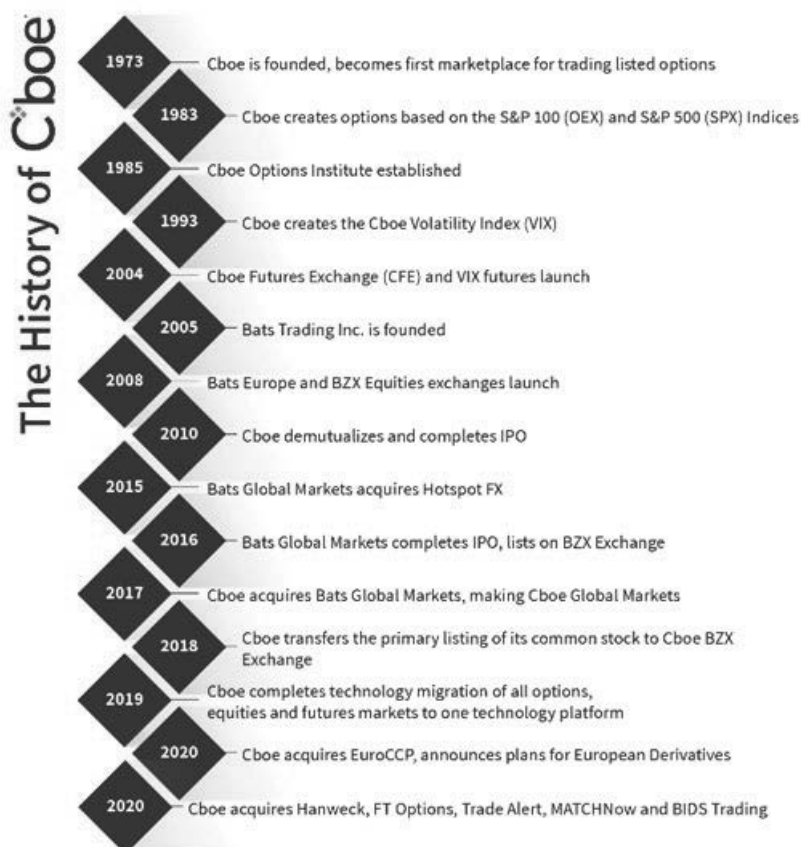 The History of Cboe
1973
Cboe is founded, becomes first marketplace for trading listed options
1983
Cboe creates options based on the S&P 100 (OEX) and S&P 500 (SPX) Indices
1985
Cboe Options Institute established
1993
Cboe creates the Cboe Volatility Index (VIX)
2004
Cboe Futures Exchange (CFE) and VIX futures launch
2005
Bats Trading Inc. is founded
2008
Bats Europe and BZX Equities exchanges launch
2010
Cboe demutualizes and completes IPO
2015
Bats Global Markets acquires Hotspot FX
2016
Bats Global Markets completes IPO, lists on BZX Exchange
2017
Cboe acquires Bats Global Markets, making Cboe Global Markets
2018
Cboe transfers the primary listing of its common stock to Cboe BZX
Exchange
2019
Cboe completes technology migration of all options,
equities and futures markets to one technology platform
2020
Cboe acquires EuroCCP, announces plans for European Derivatives
2020
Cboe acquires Hanweck, FT Options, Trade Alert, MATCHNow and BIDS Trading